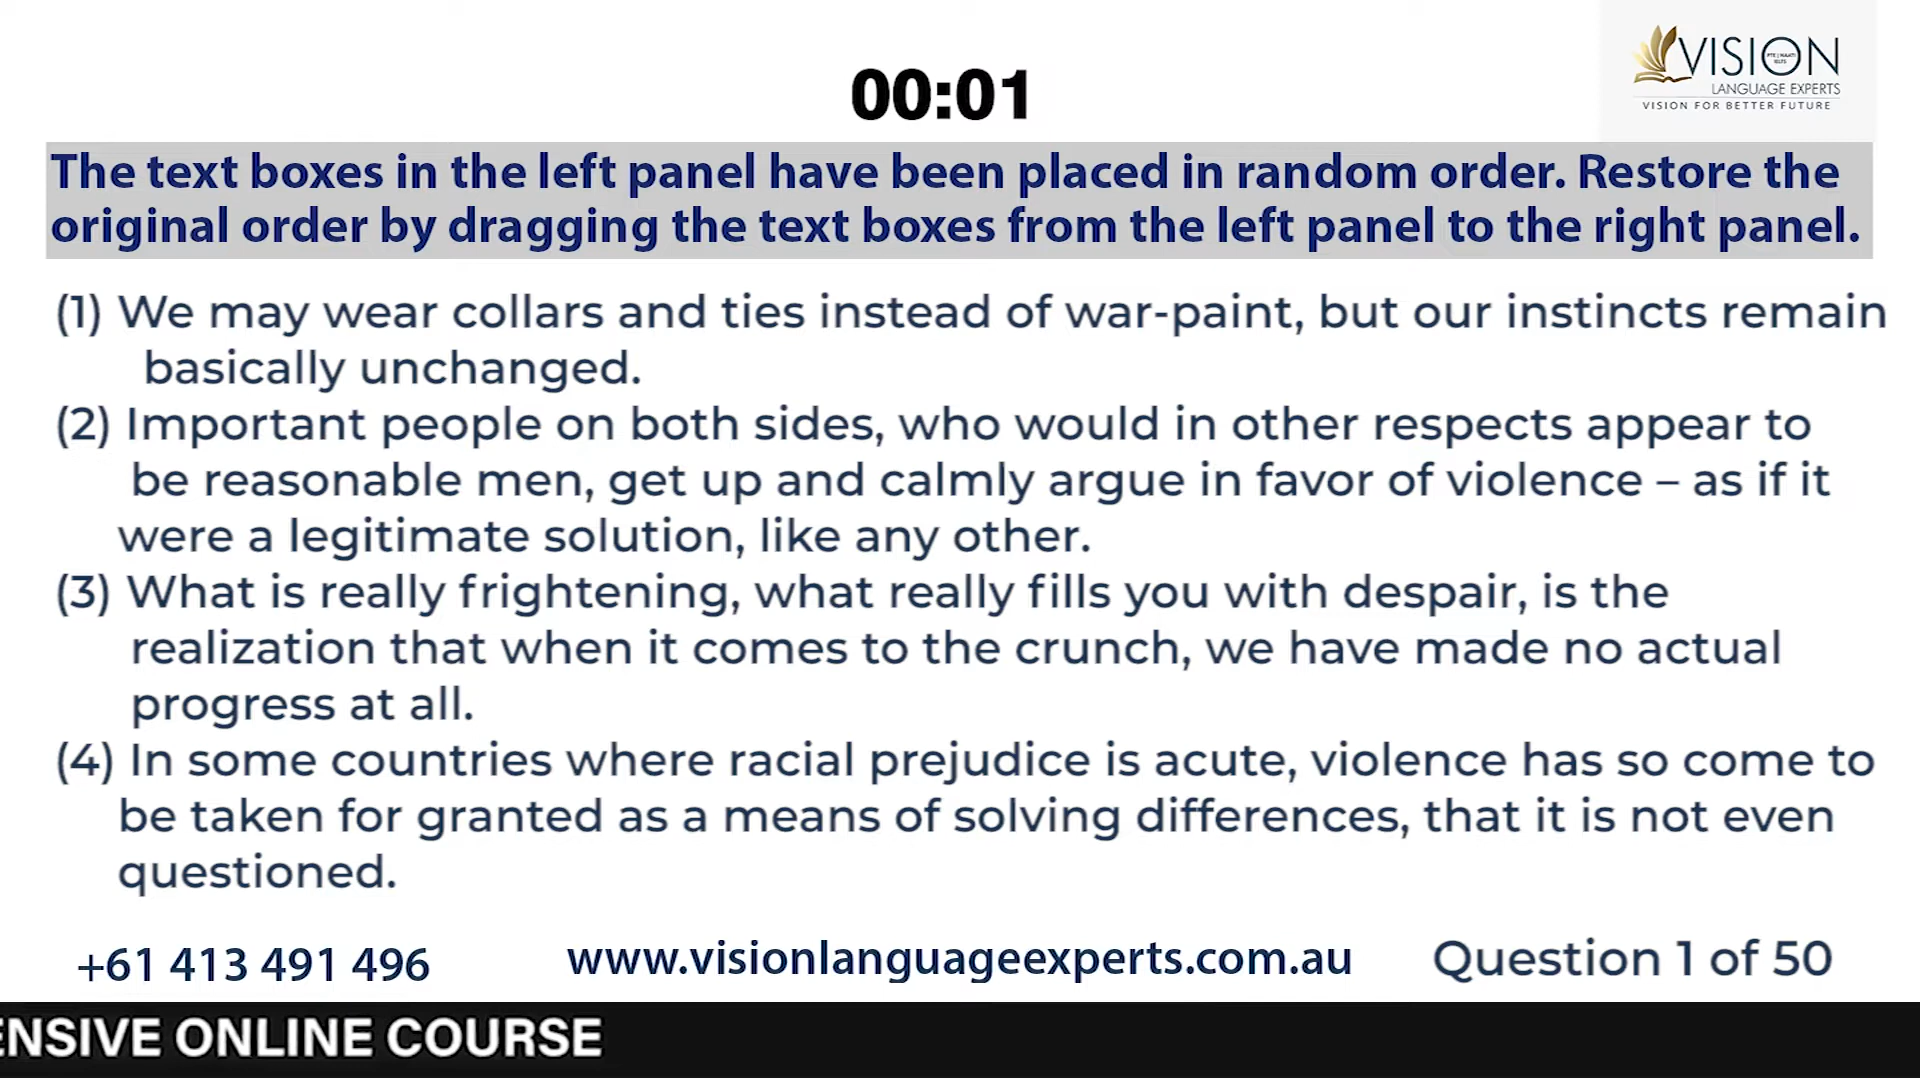 VISION
PTE | NAATI
IELTS
LANGUAGE EXPERTS
VISION FOR BETTER FUTURE
00:01
The text boxes in the left panel have been placed in random order. Restore the
original order by dragging the text boxes from the left panel to the right panel.
(1) We may wear collars and ties instead of war-paint, but our instincts remain
basically unchanged.
(2) Important people on both sides, who would in other respects appear to
be reasonable men, get up and calmly argue in favor of violence – as if it
were a legitimate solution, like any other.
(3) What is really frightening, what really fills you with despair, is the
realization that when it comes to the crunch, we have made no actual
progress at all.
(4) In some countries where racial prejudice is acute, violence has so come to
be taken for granted as a means of solving differences, that it is not even
questioned.
+61 413 491 496
www.visionlanguageexperts.com.au
Question 1 of 50
ENSIVE ONLINE COURSE